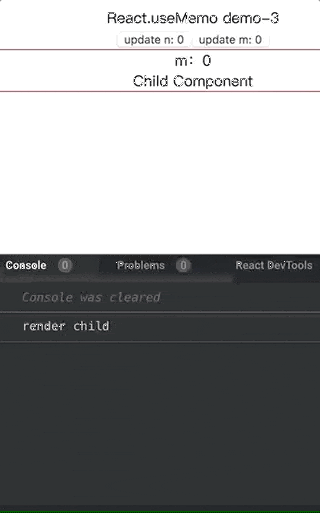 React.useMemo demo-3
update n: 0 update m: 0
m: 0
Child Component
Console 0 Problems 0 React DevTools
Console was cleared
render child